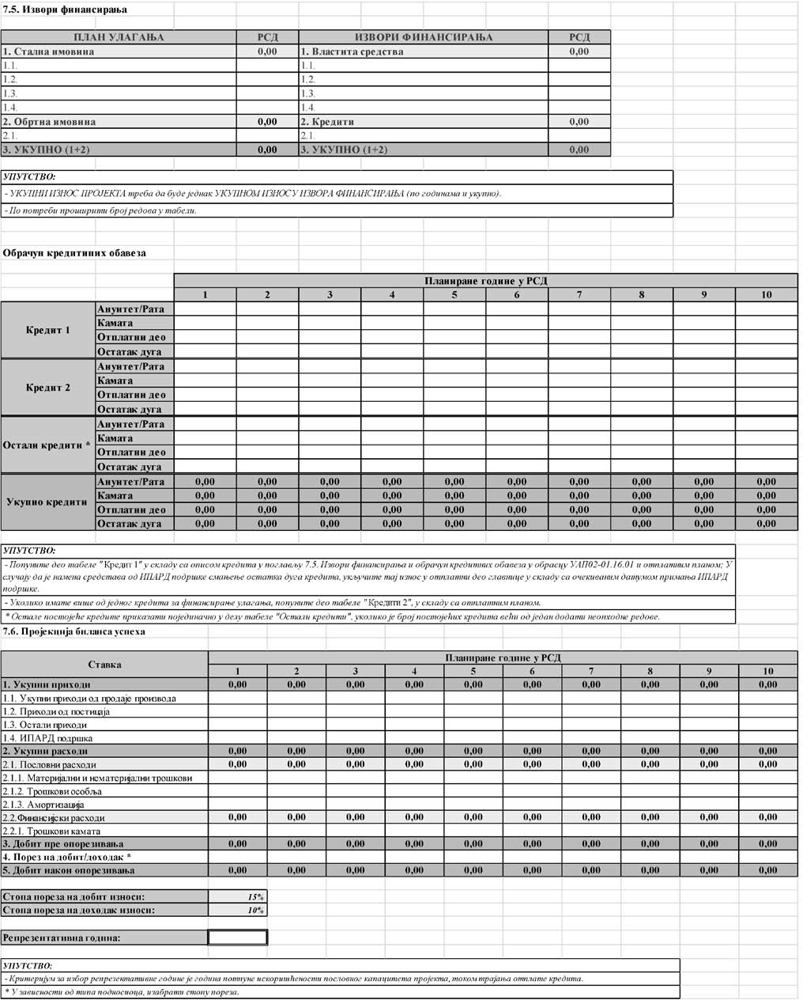 7.5. Извори финансирања
ПЛАН УЛАГАЊА РСД ИЗВОРИ ФИНАНСИРАЊА РСД
1. Стална имовина 0,00 1. Властита средства 0,00
1.1. 1.1.
1.2. 1.2.
1.3. 1.3.
1.4. 1.4.
2. Обртна имовина 0,00 2. Кредити 0,00
2.1. 2.1.
3. УКУПНО (1+2) 0,00 3. УКУПНО (1+2) 0,00
УПУТСТВО:
- УКУПНИ ИЗНОС ПРОЈЕКТА треба да буде једнак УКУПНОМ ИЗНОСУ ИЗВОРА ФИНАНСИРАЊА (по годинама и укупно).
- По потреби проширити број редова у табели.
Обрачун кредитиних обавеза
Планиране године у РСД
1 2 3 4 5 6 7 8 9 10
Кредит 1
Ануитет/Рата
Камата
Отплатни део
Остатак дуга
Кредит 2
Ануитет/Рата
Камата
Отплатни део
Остатак дуга
Остали кредити *
Ануитет/Рата
Камата
Отплатни део
Остатак дуга
Укупно кредити
Ануитет/Рата 0,00 0,00 0,00 0,00 0,00 0,00 0,00 0,00 0,00 0,00
Камата 0,00 0,00 0,00 0,00 0,00 0,00 0,00 0,00 0,00 0,00
Отплатни део 0,00 0,00 0,00 0,00 0,00 0,00 0,00 0,00 0,00 0,00
Остатак дуга 0,00 0,00 0,00 0,00 0,00 0,00 0,00 0,00 0,00 0,00
УПУТСТВО:
- Попуните део табеле "Кредит 1" у складу са описом кредита у поглављу 7.5. Извори финансирања и обрачун кредитних обавеза у обрасцу УАП02-01.16.01 и отплатним планом; У
случају да је намена средстава од ИПАРД подршке смањење остатка дуга кредита, укључите тај износ у отплатни део главнице у складу са очекиваним датумом примања ИПАРД
подршке.
- Уколико имате више од једног кредита за финансирање улагања, попуните део табеле "Кредити 2", у складу са отплатним планом.
* Остале постојеће кредите приказати појединачно у делу табеле "Остали кредити", уколико је број постојећих кредита већи од један додати неопходне редове.
7.6. Пројекција биланса успеха
Ставка Планиране године у РСД
1 2 3 4 5 6 7 8 9 10
1. Укупни приходи 0,00 0,00 0,00 0,00 0,00 0,00 0,00 0,00 0,00 0,00
1.1. Укупни приходи од продаје производа
1.2. Приходи од постицаја
1.3. Остали приходи
1.4. ИПАРД подршка
2. Укупни расходи 0,00 0,00 0,00 0,00 0,00 0,00 0,00 0,00 0,00 0,00
2.1. Пословни расходи 0,00 0,00 0,00 0,00 0,00 0,00 0,00 0,00 0,00 0,00
2.1.1. Материјални и нематеријални трошкови
2.1.2. Трошкови особља
2.1.3. Амортизација
2.2.Финансијски расходи 0,00 0,00 0,00 0,00 0,00 0,00 0,00 0,00 0,00 0,00
2.2.1. Трошкови камата
3. Добит пре опорезивања 0,00 0,00 0,00 0,00 0,00 0,00 0,00 0,00 0,00 0,00
4. Порез на добит/доходак *
5. Добит након опорезивања 0,00 0,00 0,00 0,00 0,00 0,00 0,00 0,00 0,00 0,00
Стопа пореза на добит износи: 15%
Стопа пореза на доходак износи: 10%
Репрезентативна година:
УПУТСТВО:
- Критеријум за избор репрезентативне године је година потпуне искоришћености пословног капацитета пројекта, током трајања отплате кредита.
* У зависности од типа подносиоца, изабрати стопу пореза.